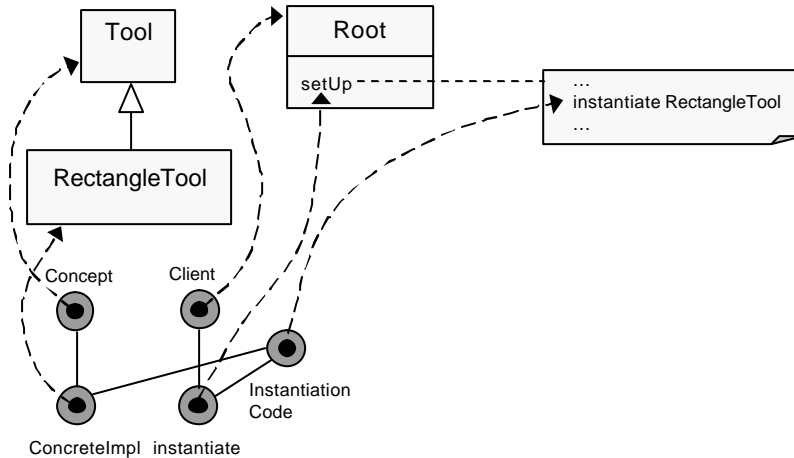 Tool
Root
setUp
...
instantiate RectangleTool
...
RectangleTool
Concept
Client
Instantiation
Code
ConcreteImpl
instantiate